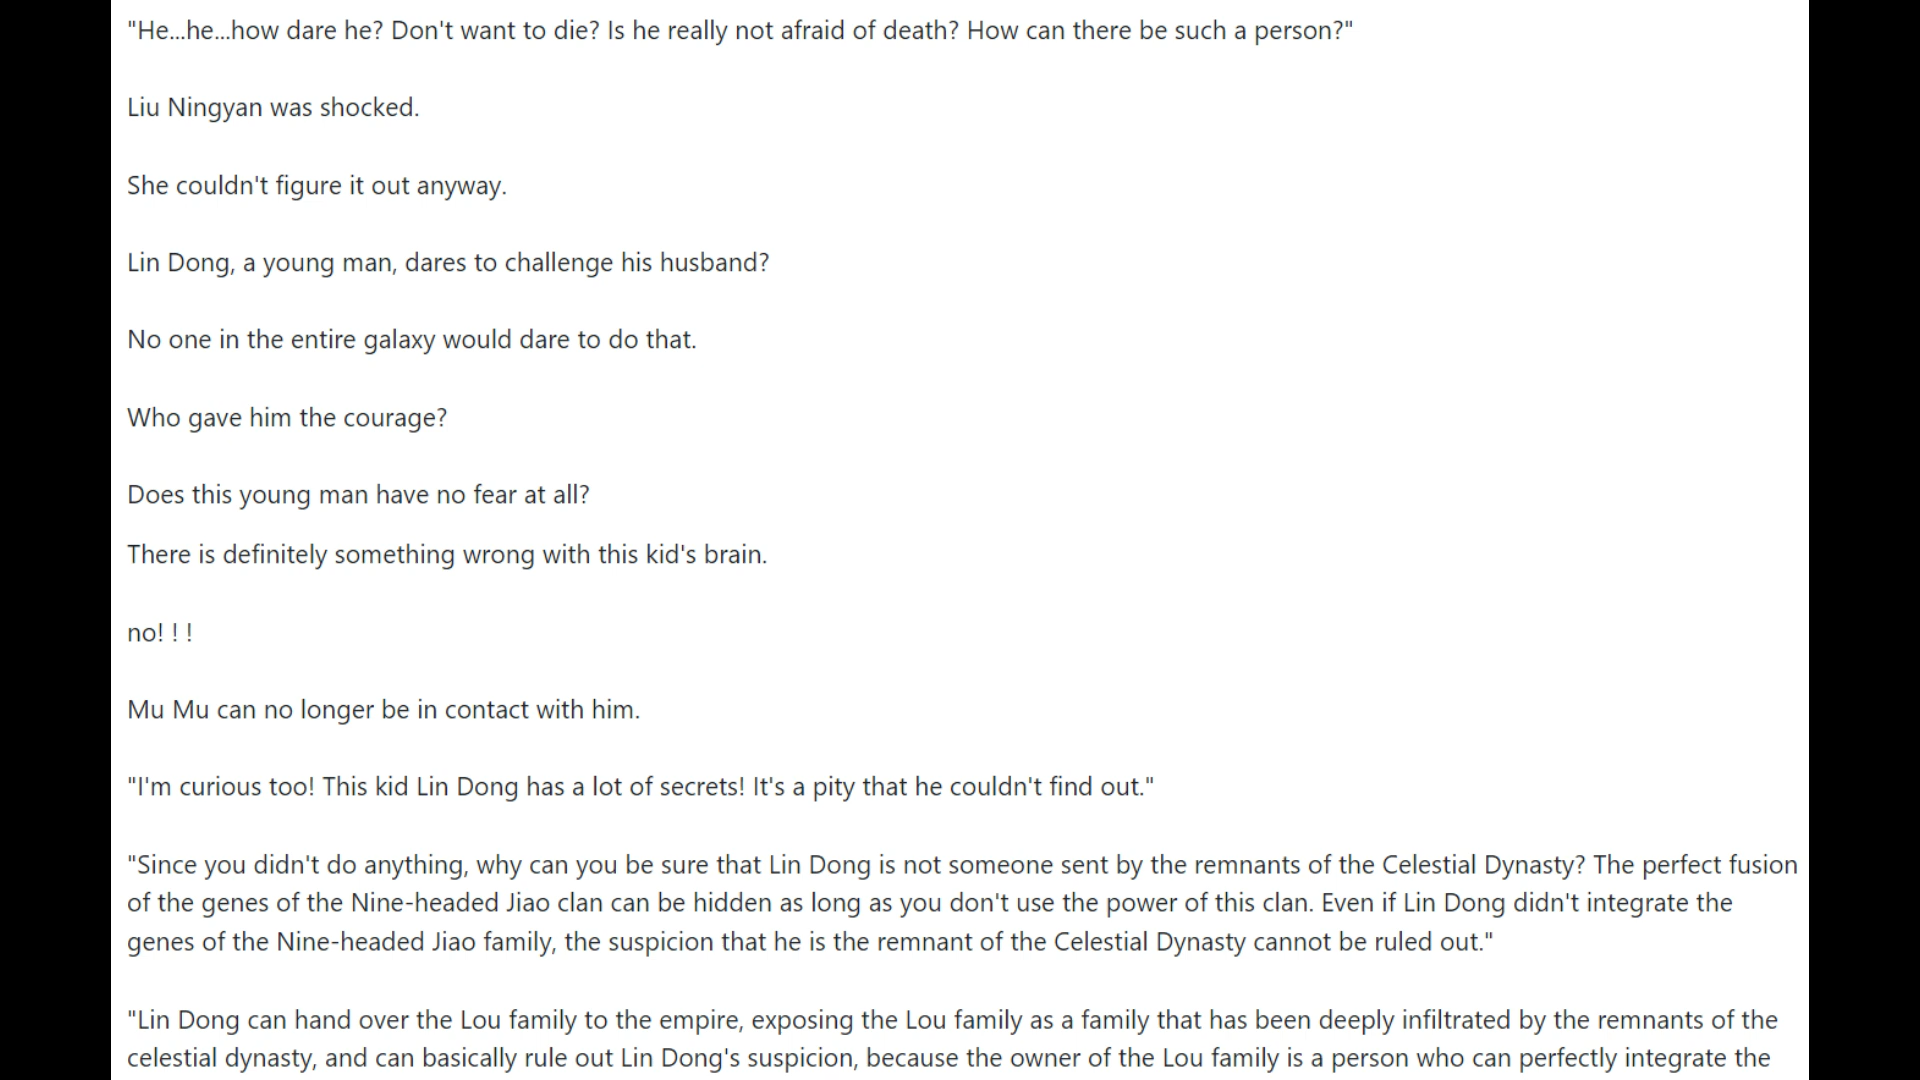 "He...he...how dare he? Don't want to die? Is he really not afraid of death? How can there be such a person?"
Liu Ningyan was shocked.
She couldn't figure it out anyway.
Lin Dong, a young man, dares to challenge his husband?
No one in the entire galaxy would dare to do that.
Who gave him the courage?
Does this young man have no fear at all?
There is definitely something wrong with this kid's brain.
no! ! !
Mu Mu can no longer be in contact with him.
"I'm curious too! This kid Lin Dong has a lot of secrets! It's a pity that he couldn't find out."
"Since you didn't do anything, why can you be sure that Lin Dong is not someone sent by the remnants of the Celestial Dynasty? The perfect fusion
of the genes of the Nine-headed Jiao clan can be hidden as long as you don't use the power of this clan. Even if Lin Dong didn't integrate the
genes of the Nine-headed Jiao family, the suspicion that he is the remnant of the Celestial Dynasty cannot be ruled out."
"Lin Dong can hand over the Lou family to the empire, exposing the Lou family as a family that has been deeply infiltrated by the remnants of the
celestial dynasty, and can basically rule out Lin Dong's suspicion, because the owner of the Lou family is a person who can perfectly integrate the